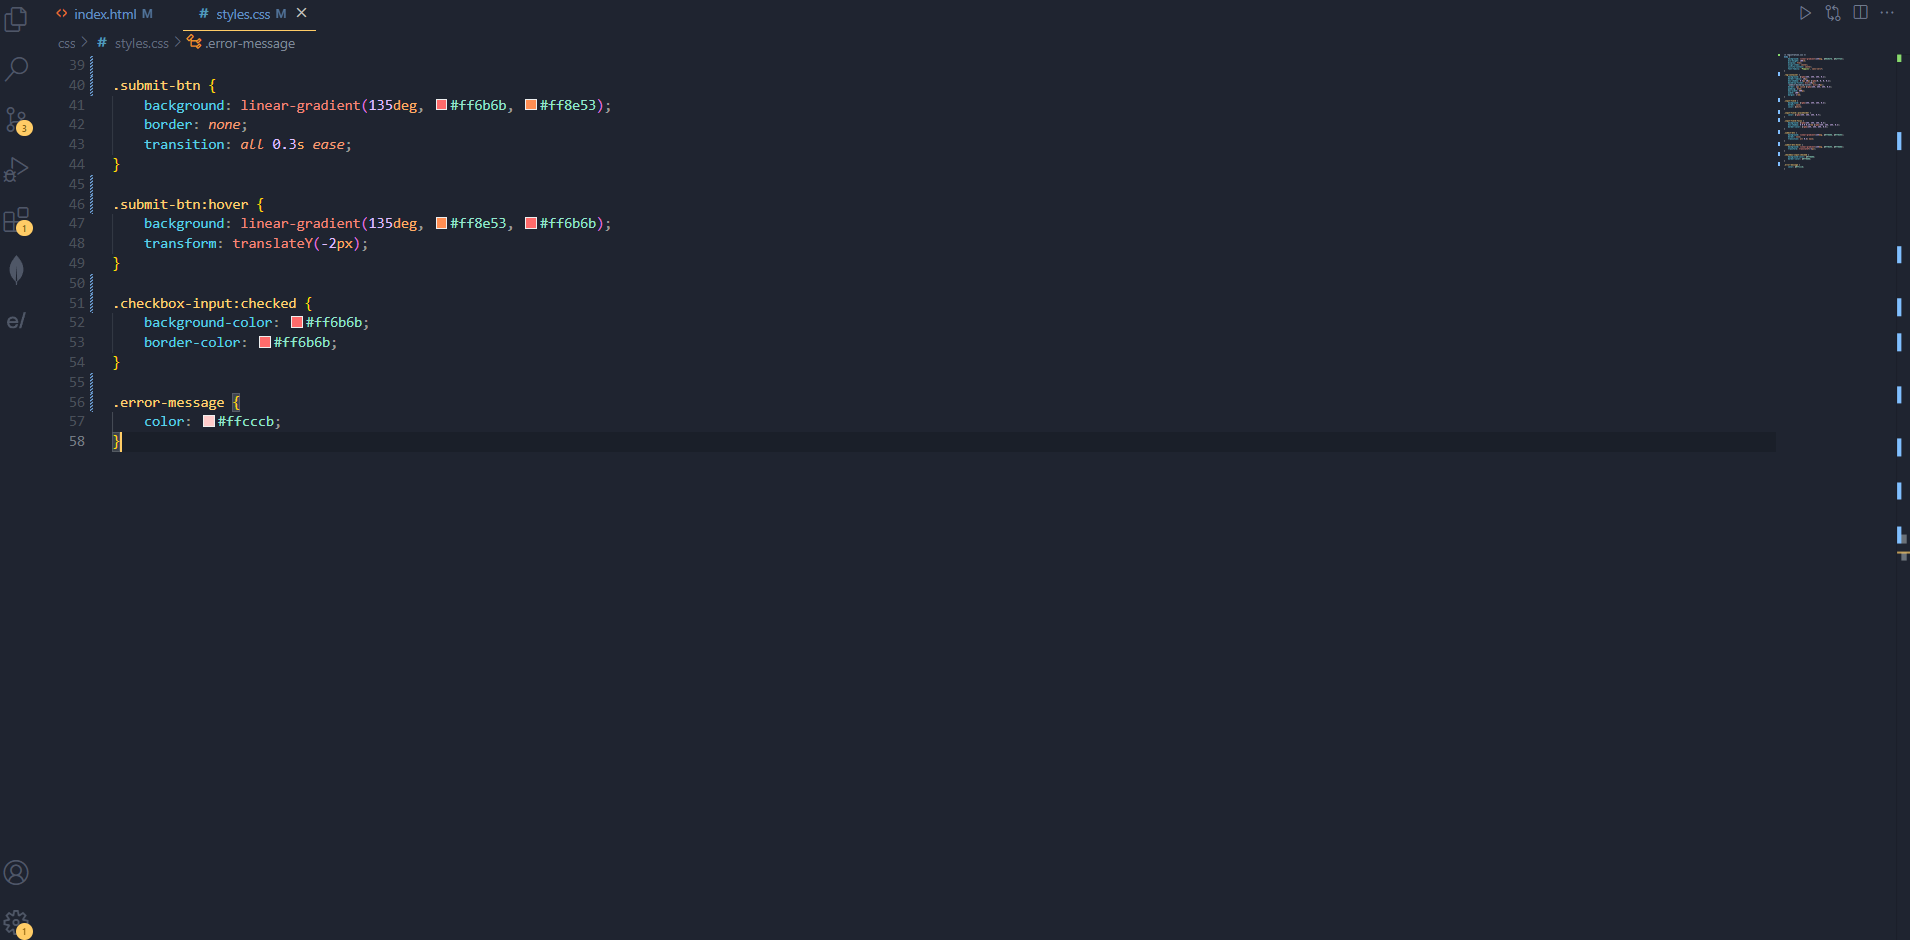 index.html M
# styles.css M
css > # styles.css > .error-message
39
40 .submit-btn {
41 background: linear-gradient(135deg, #ff6b6b, #ff8e53);
42 border: none;
43 transition: all 0.3s ease;
44 }
45
46 .submit-btn:hover {
47 background: linear-gradient(135deg, #ff8e53, #ff6b6b);
48 transform: translateY(-2px);
49 }
50
51 .checkbox-input:checked {
52 background-color: #ff6b6b;
53 border-color: #ff6b6b;
54 }
55
56 .error-message {
57 color: #ffcccb;
58 }
3
1
e/
1